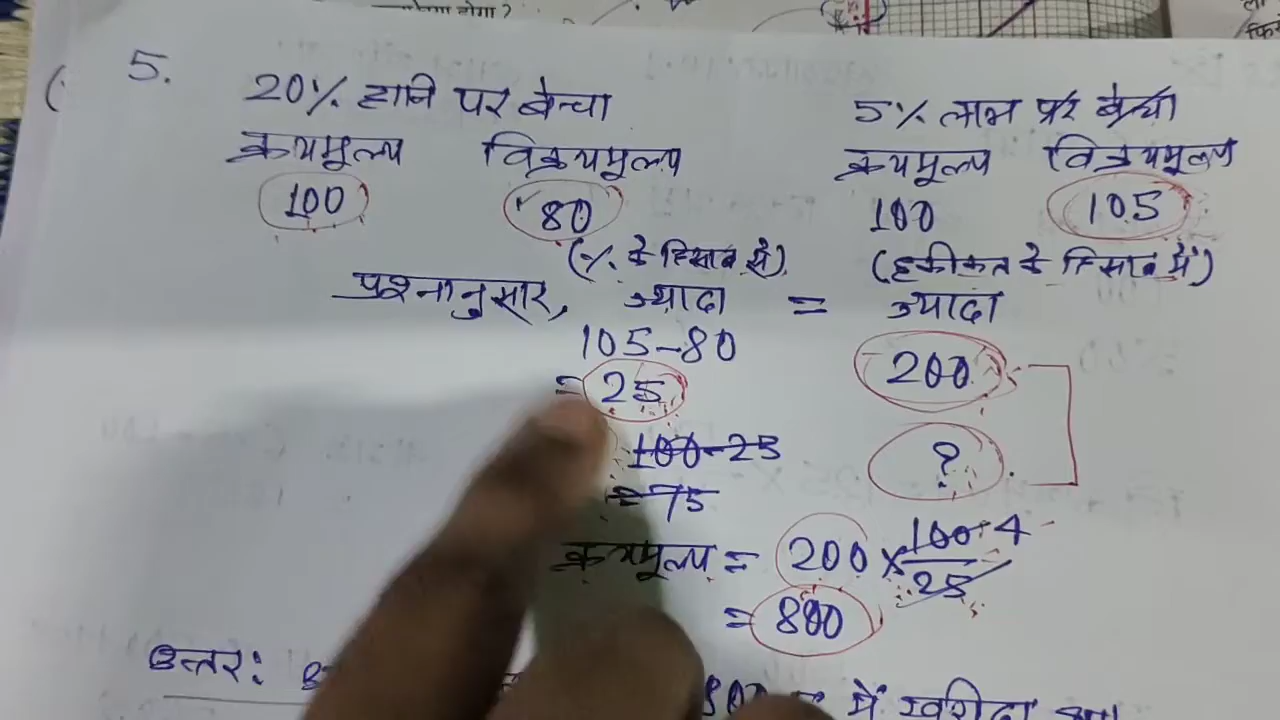 होगा?
5.
20% हानि पर बेचा
5% लाभ पर बेचा
क्रयमूल्य विक्रयमूल्य
क्रयमूल्य विक्रयमूल्य
100 80
100 105
(% के हिसाब से)
(हकीकत के हिसाब में)
प्रश्नानुसार, ज्यादा = ज्यादा
105-80
200
= 25
100-25
?
= 75
क्रयमूल्य = 200 × 100 4
25
= 800
उत्तर: में खरीदा